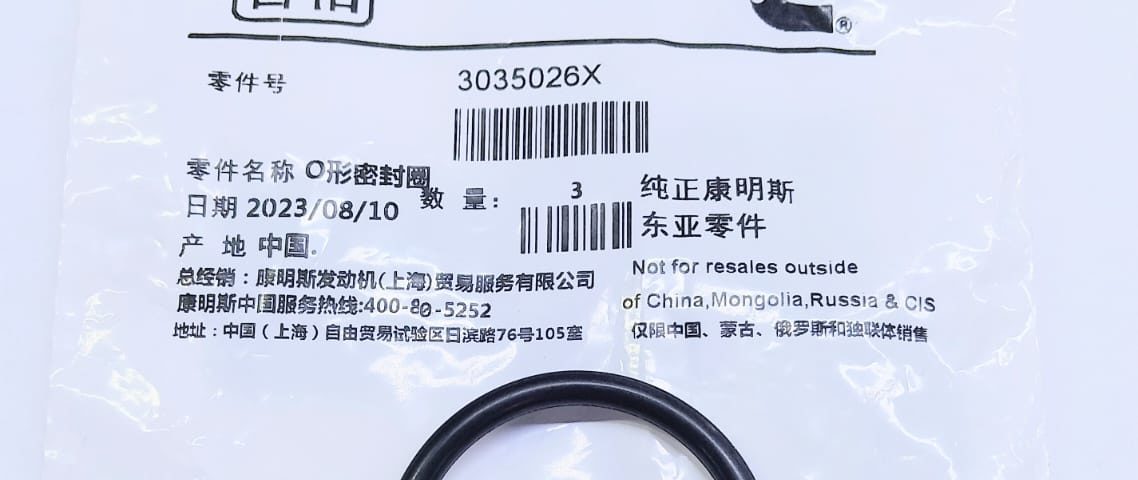 零件号 3035026X
零件名称 O形密封圈
数 量: 3
日期 2023/08/10
产 地 中国.
纯正康明斯
东亚零件
总经销：康明斯发动机(上海)贸易服务有限公司
康明斯中国服务热线:400-80-5252
地址：中国（上海）自由贸易试验区日滨路76号105室
Not for resales outside
of China,Mongolia,Russia & CIS
仅限中国、蒙古、俄罗斯和独联体销售
®